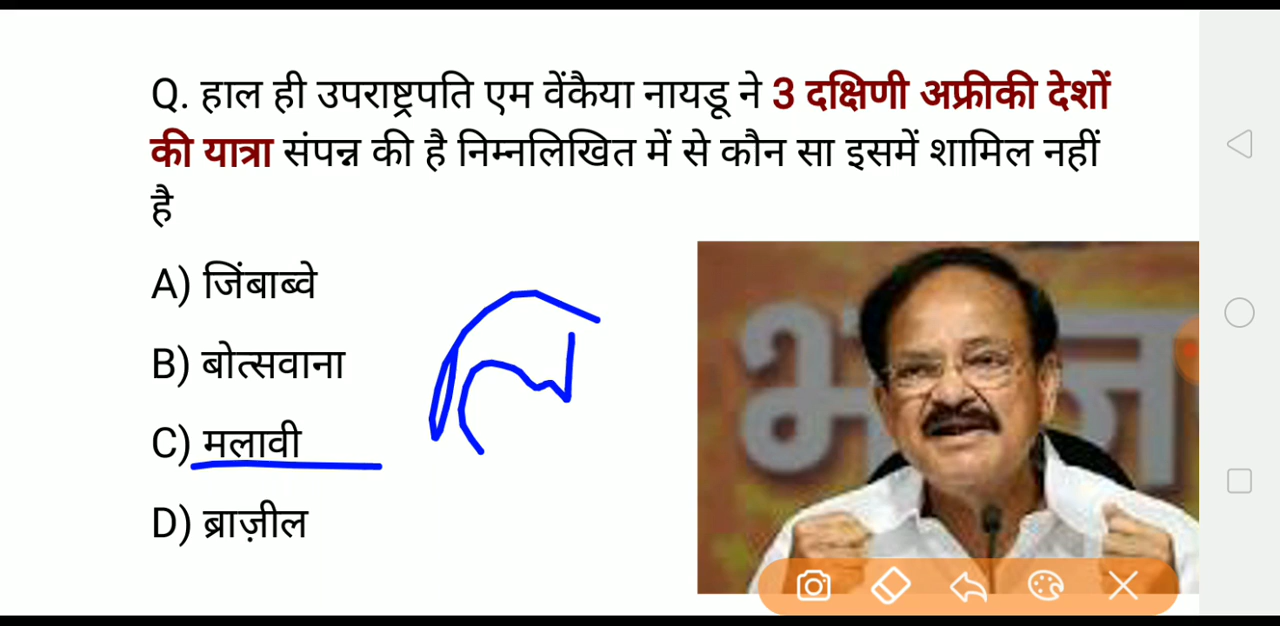 Q. हाल ही उपराष्ट्रपति एम वेंकैया नायडू ने 3 दक्षिणी अफ्रीकी देशों
की यात्रा संपन्न की है निम्नलिखित में से कौन सा इसमें शामिल नहीं
है
A) जिंबाब्वे
B) बोत्सवाना
C) मलावी
D) ब्राज़ील